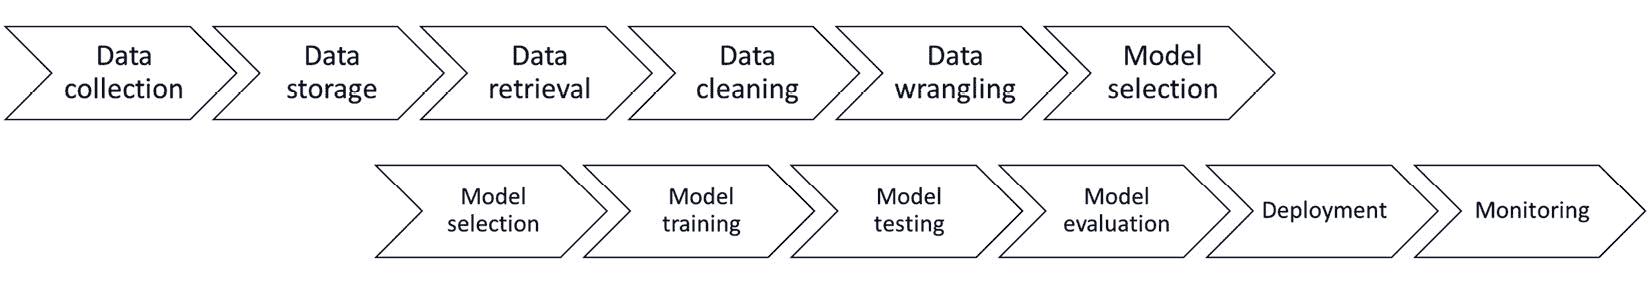 Data
collection
Data
storage
Data
retrieval
Data
cleaning
Data
wrangling
Model
selection
Model
selection
Model
training
Model
testing
Model
evaluation
Deployment
Monitoring